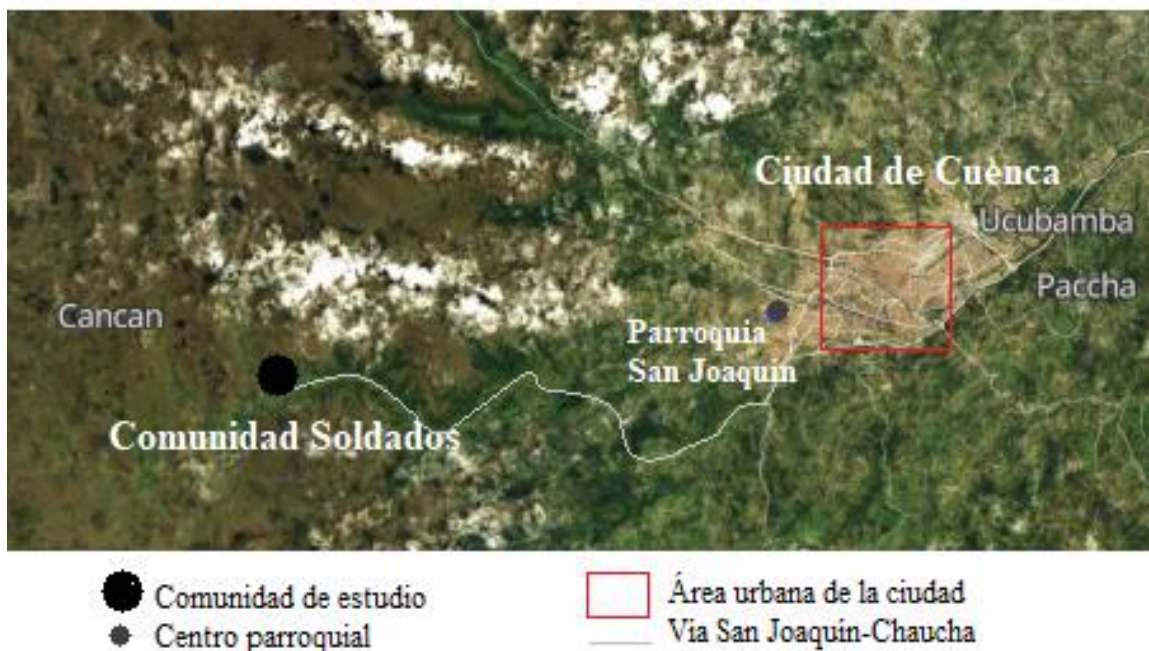 Ciudad de Cuenca
Ucubamba
Paccha
Cancan
Parroquia
San Joaquín
Comunidad Soldados
Comunidad de estudio
Centro parroquial
Área urbana de la ciudad
Via San Joaquín-Chaucha